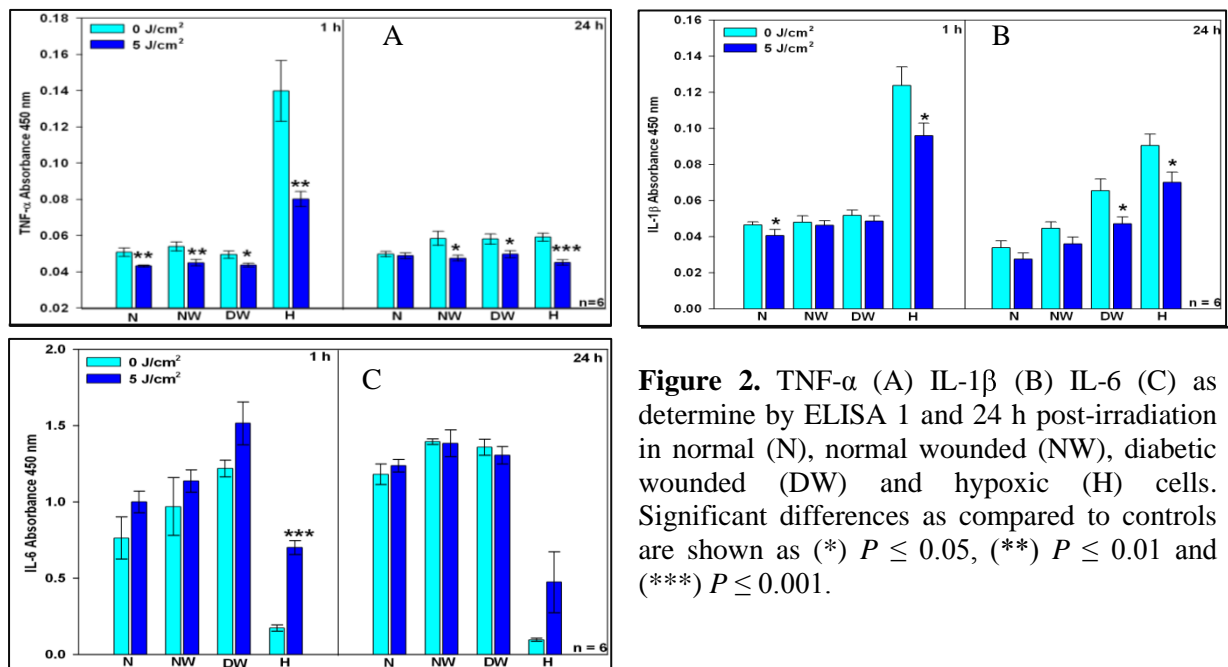 0 J/cm²
5 J/cm²
1 h
A
24 h
TNF-α Absorbance 450 nm
0.18
0.16
0.14
0.12
0.10
0.08
0.06
0.04
0.02
** ** * **
* * ***
N NW DW H N NW DW H
n=6
0 J/cm²
5 J/cm²
1 h
B
24 h
IL-1β Absorbance 450 nm
0.16
0.14
0.12
0.10
0.08
0.06
0.04
0.02
0.00
* *
* *
N NW DW H N NW DW H
n = 6
0 J/cm²
5 J/cm²
1 h
C
24 h
IL-6 Absorbance 450 nm
2.0
1.5
1.0
0.5
0.0
***
N NW DW H N NW DW H
n = 6
Figure 2. TNF-α (A) IL-1β (B) IL-6 (C) as
determine by ELISA 1 and 24 h post-irradiation
in normal (N), normal wounded (NW), diabetic
wounded (DW) and hypoxic (H) cells.
Significant differences as compared to controls
are shown as (*) P ≤ 0.05, (**) P ≤ 0.01 and
(***) P ≤ 0.001.